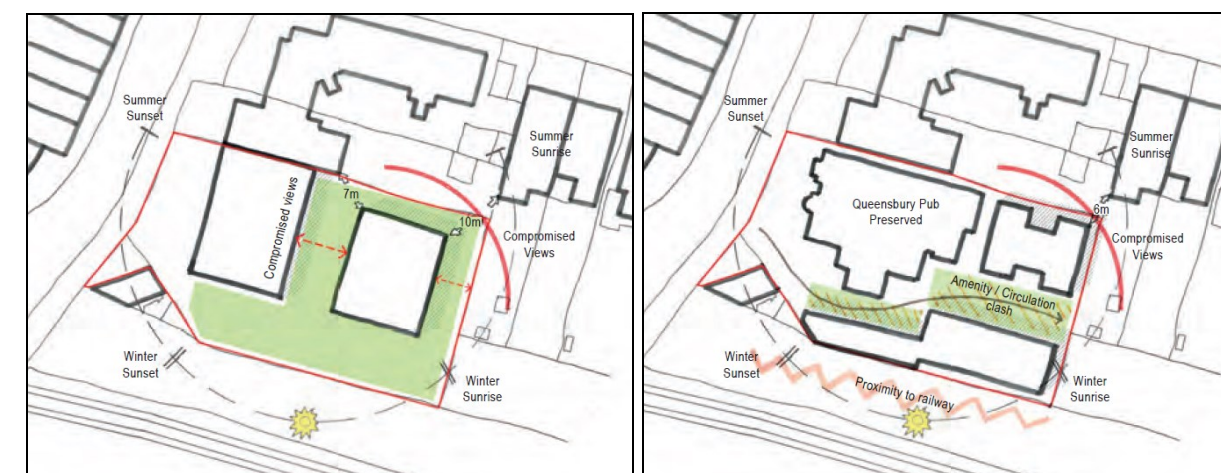 Summer
Sunset
Summer
Sunrise
7m
10m
Compromised views
Compromised
Views
Winter
Sunset
Winter
Sunrise
Summer
Sunset
Summer
Sunrise
Queensbury Pub
Preserved
6m
Compromised
Views
Amenity / Circulation
clash
Winter
Sunset
Proximity to railway
Winter
Sunrise